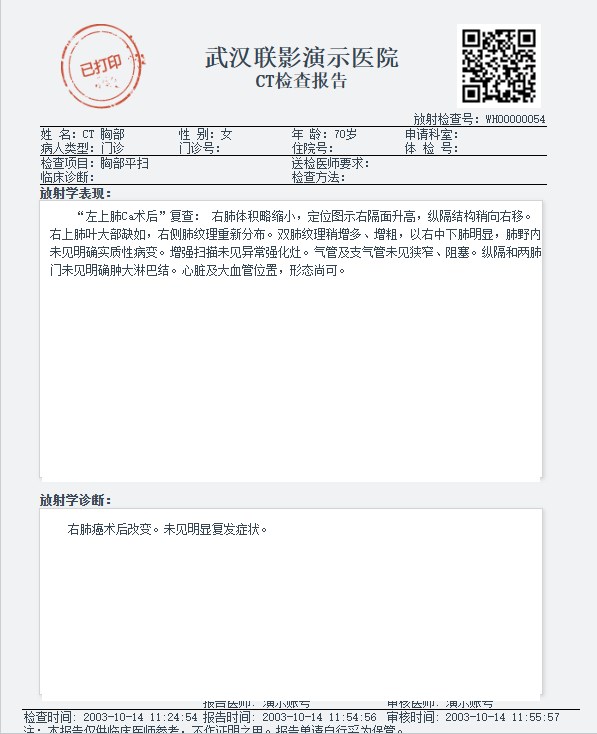 已打印
武汉联影演示医院
CT检查报告
放射检查号: WH00000054
姓 名: CT 胸部 性 别: 女 年 龄: 70岁 申请科室:
病人类型: 门诊 门诊号: 住院号: 体 检 号:
检查项目: 胸部平扫 送检医师要求:
临床诊断: 检查方法:
放射学表现:
“左上肺Ca术后”复查: 右肺体积略缩小，定位图示右隔面升高，纵隔结构稍向右移。
右上肺叶大部缺如，右侧肺纹理重新分布。双肺纹理稍增多、增粗，以右中下肺明显，肺野内
未见明确实质性病变。增强扫描未见异常强化灶。气管及支气管未见狭窄、阻塞。纵隔和两肺
门未见明确肿大淋巴结。心脏及大血管位置，形态尚可。
放射学诊断:
右肺癌术后改变。未见明显复发症状。
报告医师: 演示账号 审核医师: 演示账号
检查时间: 2003-10-14 11:24:54 报告时间: 2003-10-14 11:54:56 审核时间: 2003-10-14 11:55:57
注: 本报告仅供临床医师参考，不作证明之用。报告单请自行妥为保管。